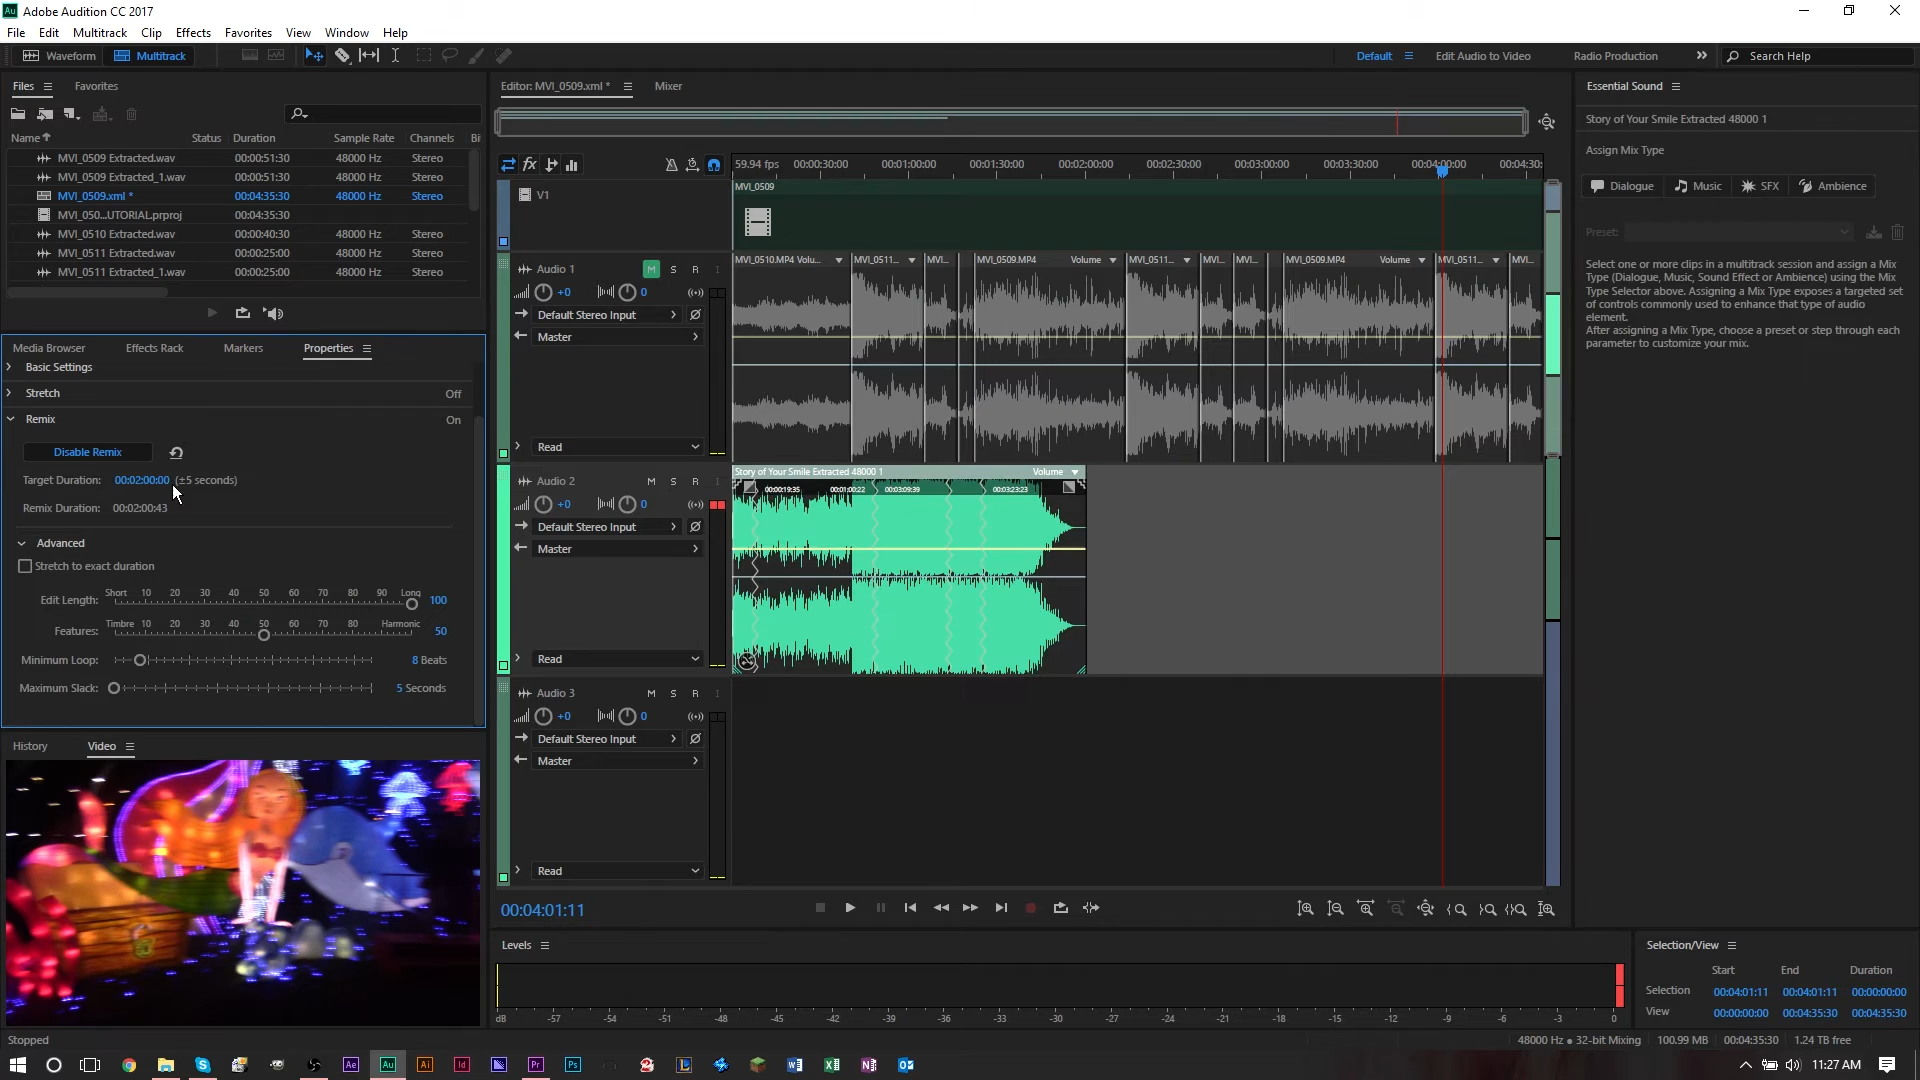 Au Adobe Audition CC 2017
File Edit Multitrack Clip Effects Favorites View Window Help
Waveform Multitrack Default Edit Audio to Video Radio Production Search Help
Files Favorites
Name Status Duration Sample Rate Channels Bi
MVI_0509 Extracted.wav 00:00:51:30 48000 Hz Stereo
MVI_0509 Extracted_1.wav 00:00:51:30 48000 Hz Stereo
MVI_0509.xml * 00:04:35:30 48000 Hz Stereo
MVI_050...UTORIAL.prproj 00:04:35:30
MVI_0510 Extracted.wav 00:00:40:30 48000 Hz Stereo
MVI_0511 Extracted.wav 00:00:25:00 48000 Hz Stereo
MVI_0511 Extracted_1.wav 00:00:25:00 48000 Hz Stereo
Media Browser Effects Rack Markers Properties
Basic Settings
Stretch Off
Remix On
Disable Remix
Target Duration: 00:02:00:00 (±5 seconds)
Remix Duration: 00:02:00:43
Advanced
Stretch to exact duration
Short 10 20 30 40 50 60 70 80 90 Long
Edit Length: 100
Timbre 10 20 30 40 50 60 70 80 Harmonic
Features: 50
Minimum Loop: 8 Beats
Maximum Slack: 5 Seconds
History Video
Editor: MVI_0509.xml * Mixer
fx 59.94 fps 00:00:30:00 00:01:00:00 00:01:30:00 00:02:00:00 00:02:30:00 00:03:00:00 00:03:30:00 00:04:00:00 00:04:30:
V1 MVI_0509
Audio 1 M S R I
MVI_0510.MP4 Volu... MVI_0511... MVI... MVI_0509.MP4 Volume MVI_0511... MVI... MVI... MVI_0509.MP4 Volume MVI_0511... MVI...
+0 0
Default Stereo Input
Master
Read
Story of Your Smile Extracted 48000 1 Volume
Audio 2 M S R I
00:00:19:35 00:01:00:22 00:03:09:39 00:03:23:23
+0 0
Default Stereo Input
Master
Read
Audio 3 M S R I
+0 0
Default Stereo Input
Master
Read
00:04:01:11
Levels
dB -57 -54 -51 -48 -45 -42 -39 -36 -33 -30 -27 -24 -21 -18 -15 -12 -9 -6 -3 0
Essential Sound
Story of Your Smile Extracted 48000 1
Assign Mix Type
Dialogue Music SFX Ambience
Preset:
Select one or more clips in a multitrack session and assign a Mix
Type (Dialogue, Music, Sound Effect or Ambience) using the Mix
Type Selector above. Assigning a Mix Type exposes a targeted set
of controls commonly used to enhance that type of audio
element.
After assigning a Mix Type, choose a preset or step through each
parameter to customize your mix.
Selection/View
Start End Duration
Selection 00:04:01:11 00:04:01:11 00:00:00:00
View 00:00:00:00 00:04:35:30 00:04:35:30
Stopped 48000 Hz ● 32-bit Mixing 100.99 MB 00:04:35:30 1.24 TB free
Ae Au Ai Id Pr Ps 11:27 AM